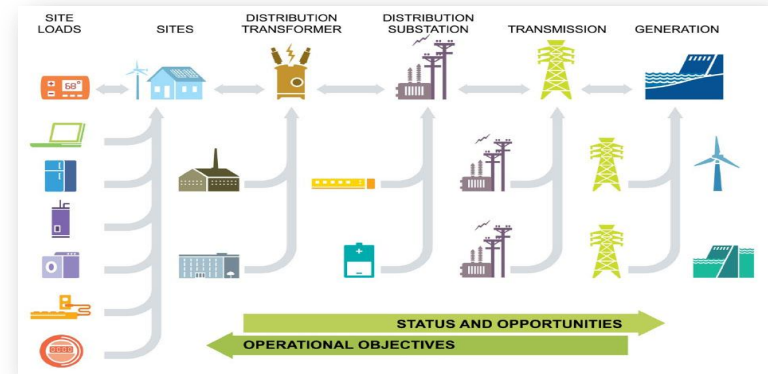 SITE
LOADS
SITES
DISTRIBUTION
TRANSFORMER
DISTRIBUTION
SUBSTATION
TRANSMISSION
GENERATION
68°
STATUS AND OPPORTUNITIES
OPERATIONAL OBJECTIVES